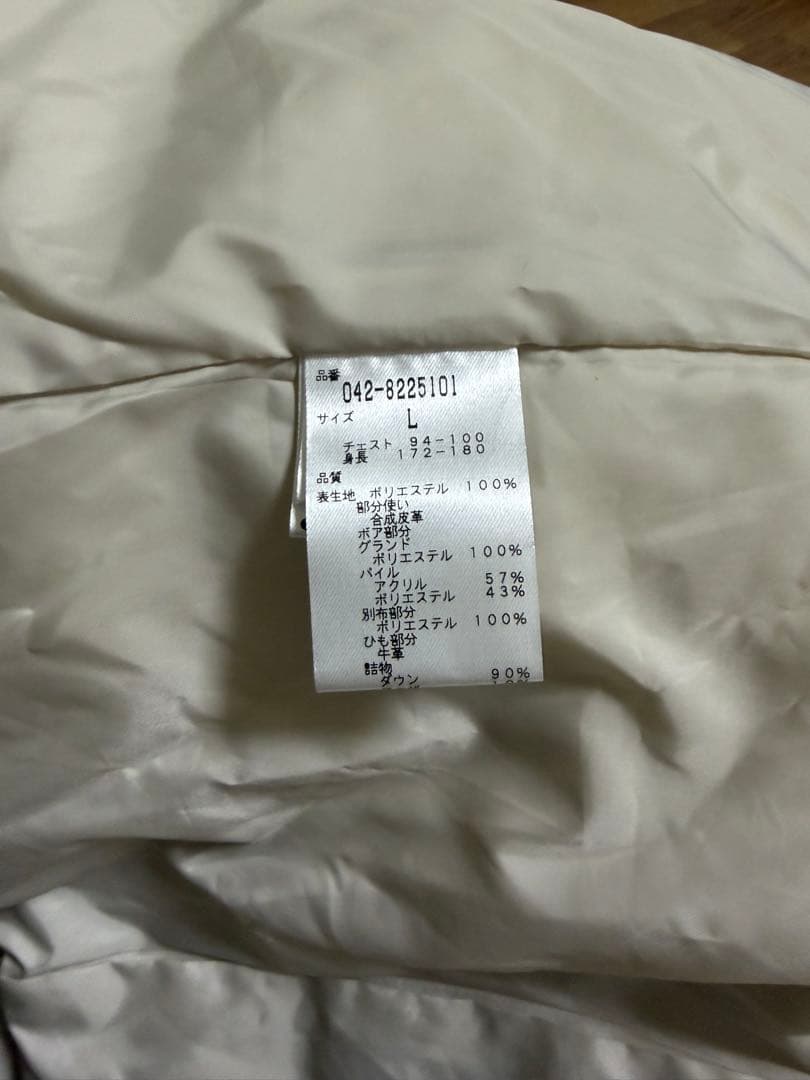 品番
042-8225101
サイズ
L
チェスト 94-100
身長 172-180
品質
表生地 ポリエステル 100%
部分使い
合成皮革
ボア部分
グランド
ポリエステル 100%
パイル
アクリル 57%
ポリエステル 43%
別布部分
ポリエステル 100%
ひも部分
牛革
詰物
ダウン 90%